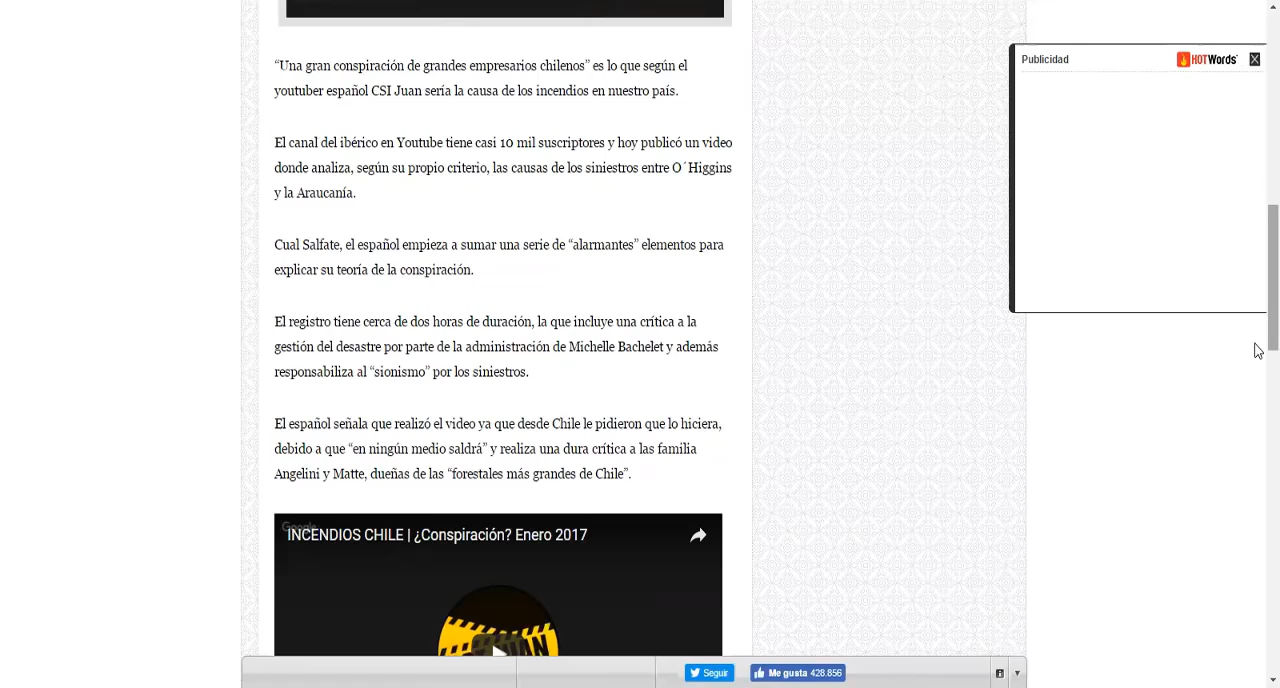 Publicidad
HOTWords
“Una gran conspiración de grandes empresarios chilenos” es lo que según el
youtuber español CSI Juan sería la causa de los incendios en nuestro país.
El canal del ibérico en Youtube tiene casi 10 mil suscriptores y hoy publicó un video
donde analiza, según su propio criterio, las causas de los siniestros entre O´Higgins
y la Araucanía.
Cual Salfate, el español empieza a sumar una serie de “alarmantes” elementos para
explicar su teoría de la conspiración.
El registro tiene cerca de dos horas de duración, la que incluye una crítica a la
gestión del desastre por parte de la administración de Michelle Bachelet y además
responsabiliza al “sionismo” por los siniestros.
El español señala que realizó el video ya que desde Chile le pidieron que lo hiciera,
debido a que “en ningún medio saldrá” y realiza una dura crítica a las familia
Angelini y Matte, dueñas de las “forestales más grandes de Chile”.
Google
INCENDIOS CHILE | ¿Conspiración? Enero 2017
Seguir
Me gusta 428.856